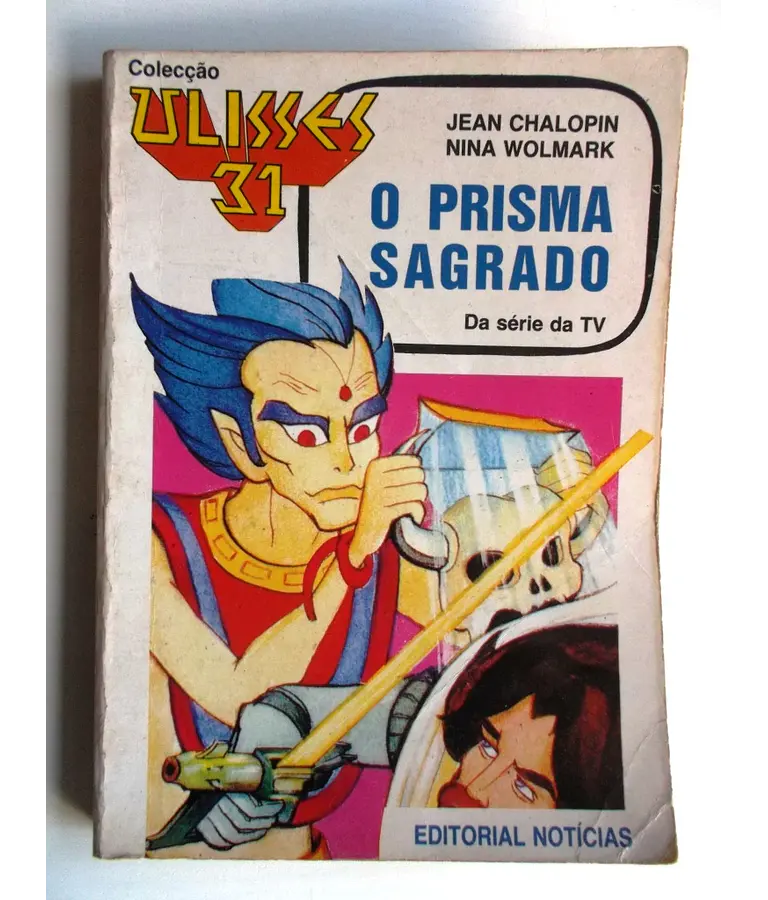 Colecção
ULISSES
31
JEAN CHALOPIN
NINA WOLMARK
O PRISMA
SAGRADO
Da série da TV
EDITORIAL NOTÍCIAS